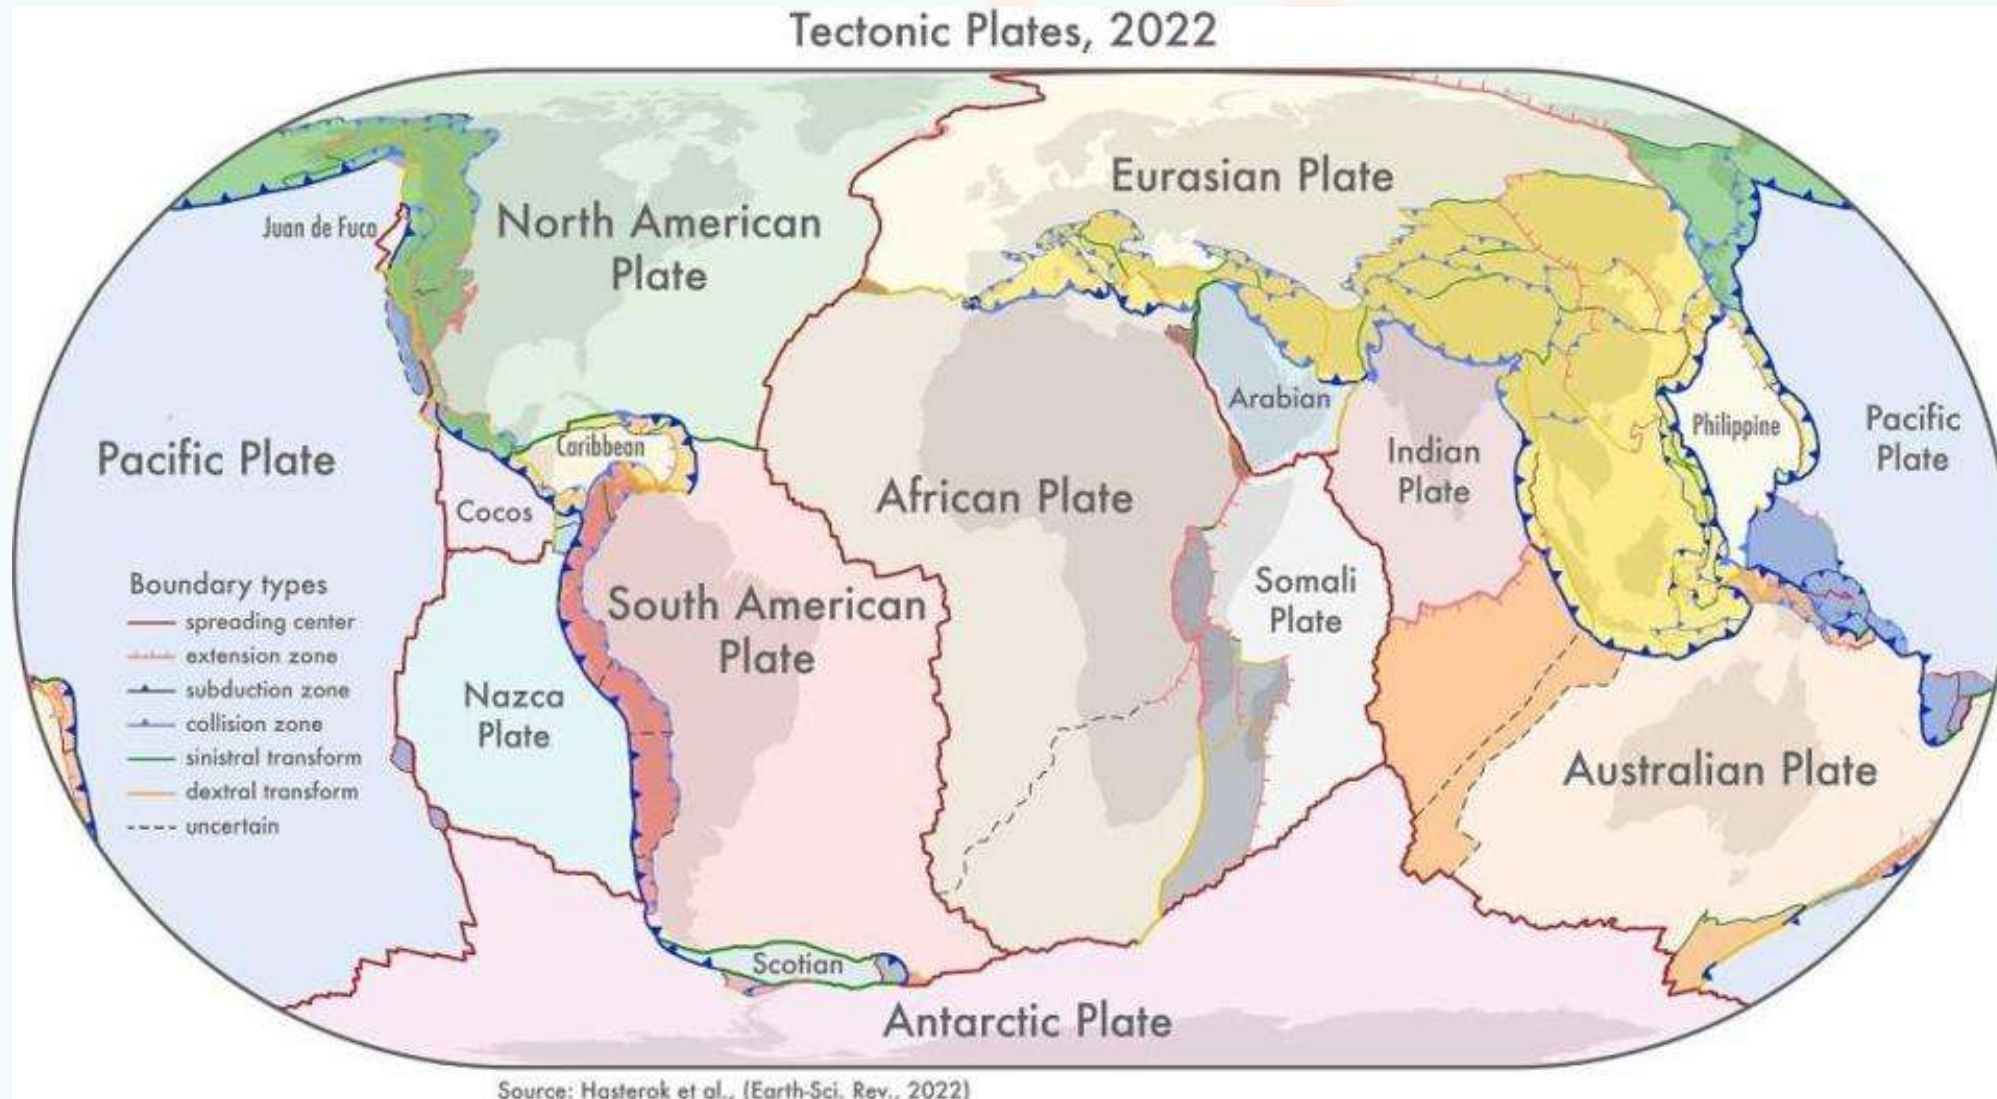 Tectonic Plates, 2022
Eurasian Plate
Juan de Fuca
North American
Plate
Arabian
Philippine
Pacific
Plate
Caribbean
Indian
Plate
Pacific Plate
African Plate
Cocos
Boundary types
spreading center
extension zone
subduction zone
collision zone
sinistral transform
dextral transform
uncertain
South American
Plate
Somali
Plate
Nazca
Plate
Australian Plate
Scotian
Antarctic Plate
Source: Hasterok et al., (Earth-Sci. Rev., 2022)